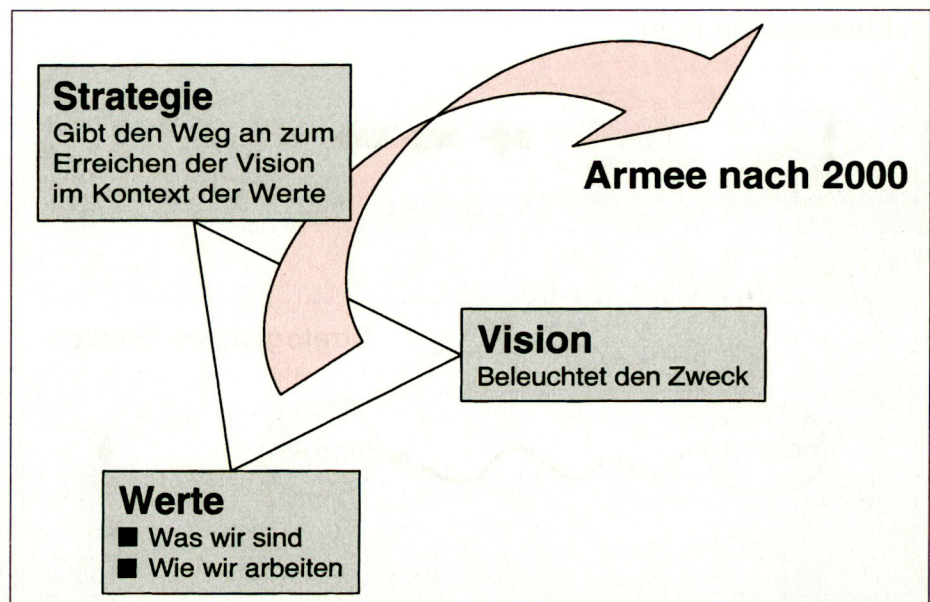 Strategie
Gibt den Weg an zum
Erreichen der Vision
im Kontext der Werte
Armee nach 2000
Vision
Beleuchtet den Zweck
Werte
■ Was wir sind
■ Wie wir arbeiten